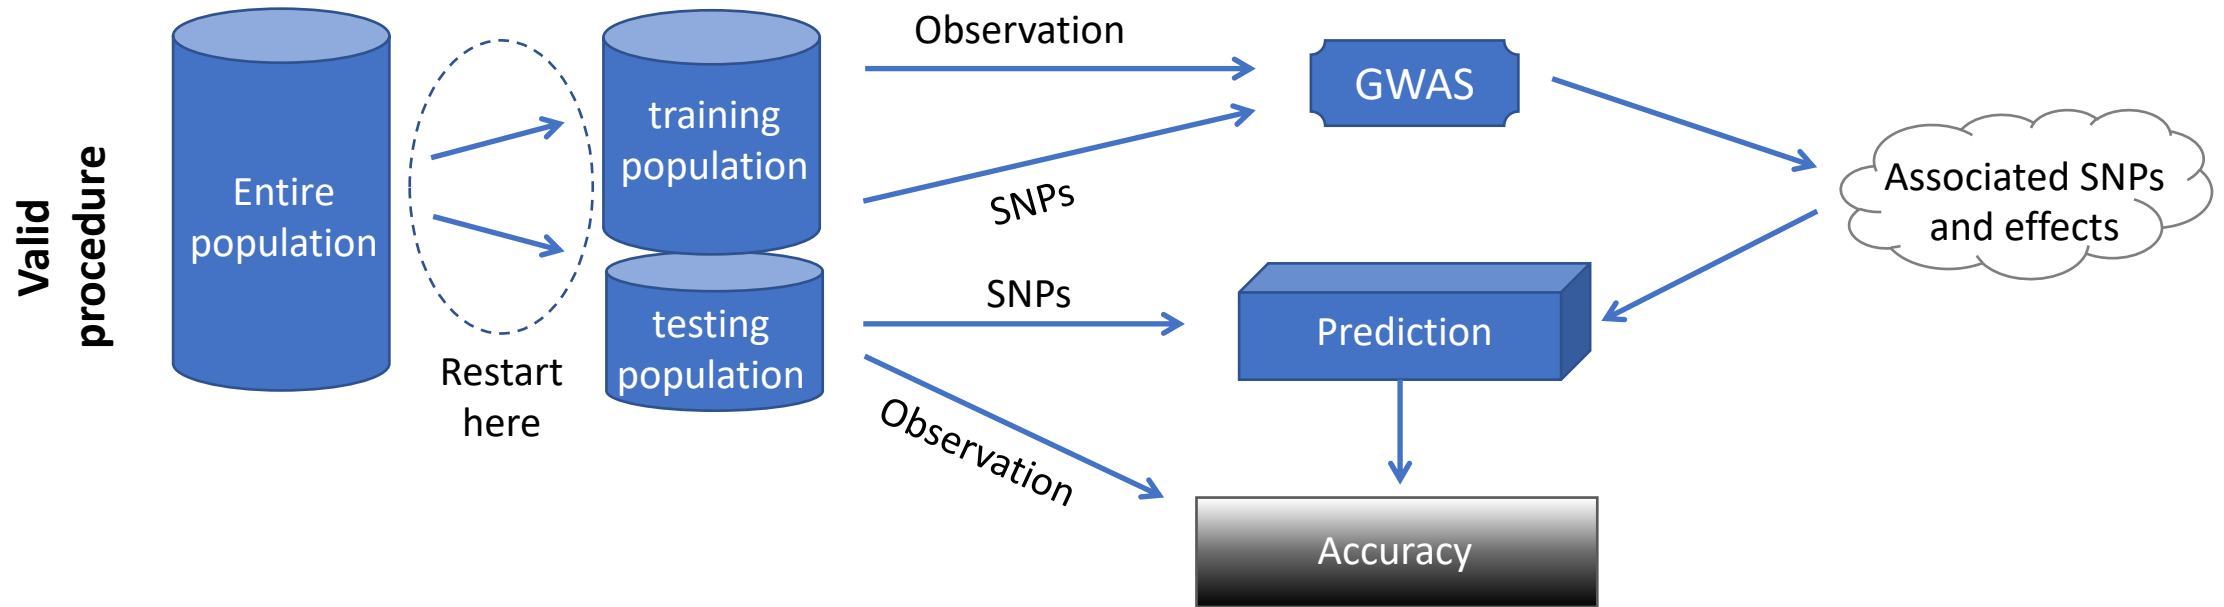 Valid
procedure
Entire
population
Restart
here
training
population
testing
population
Observation
SNPs
SNPs
Observation
GWAS
Associated SNPs
and effects
Prediction
Accuracy